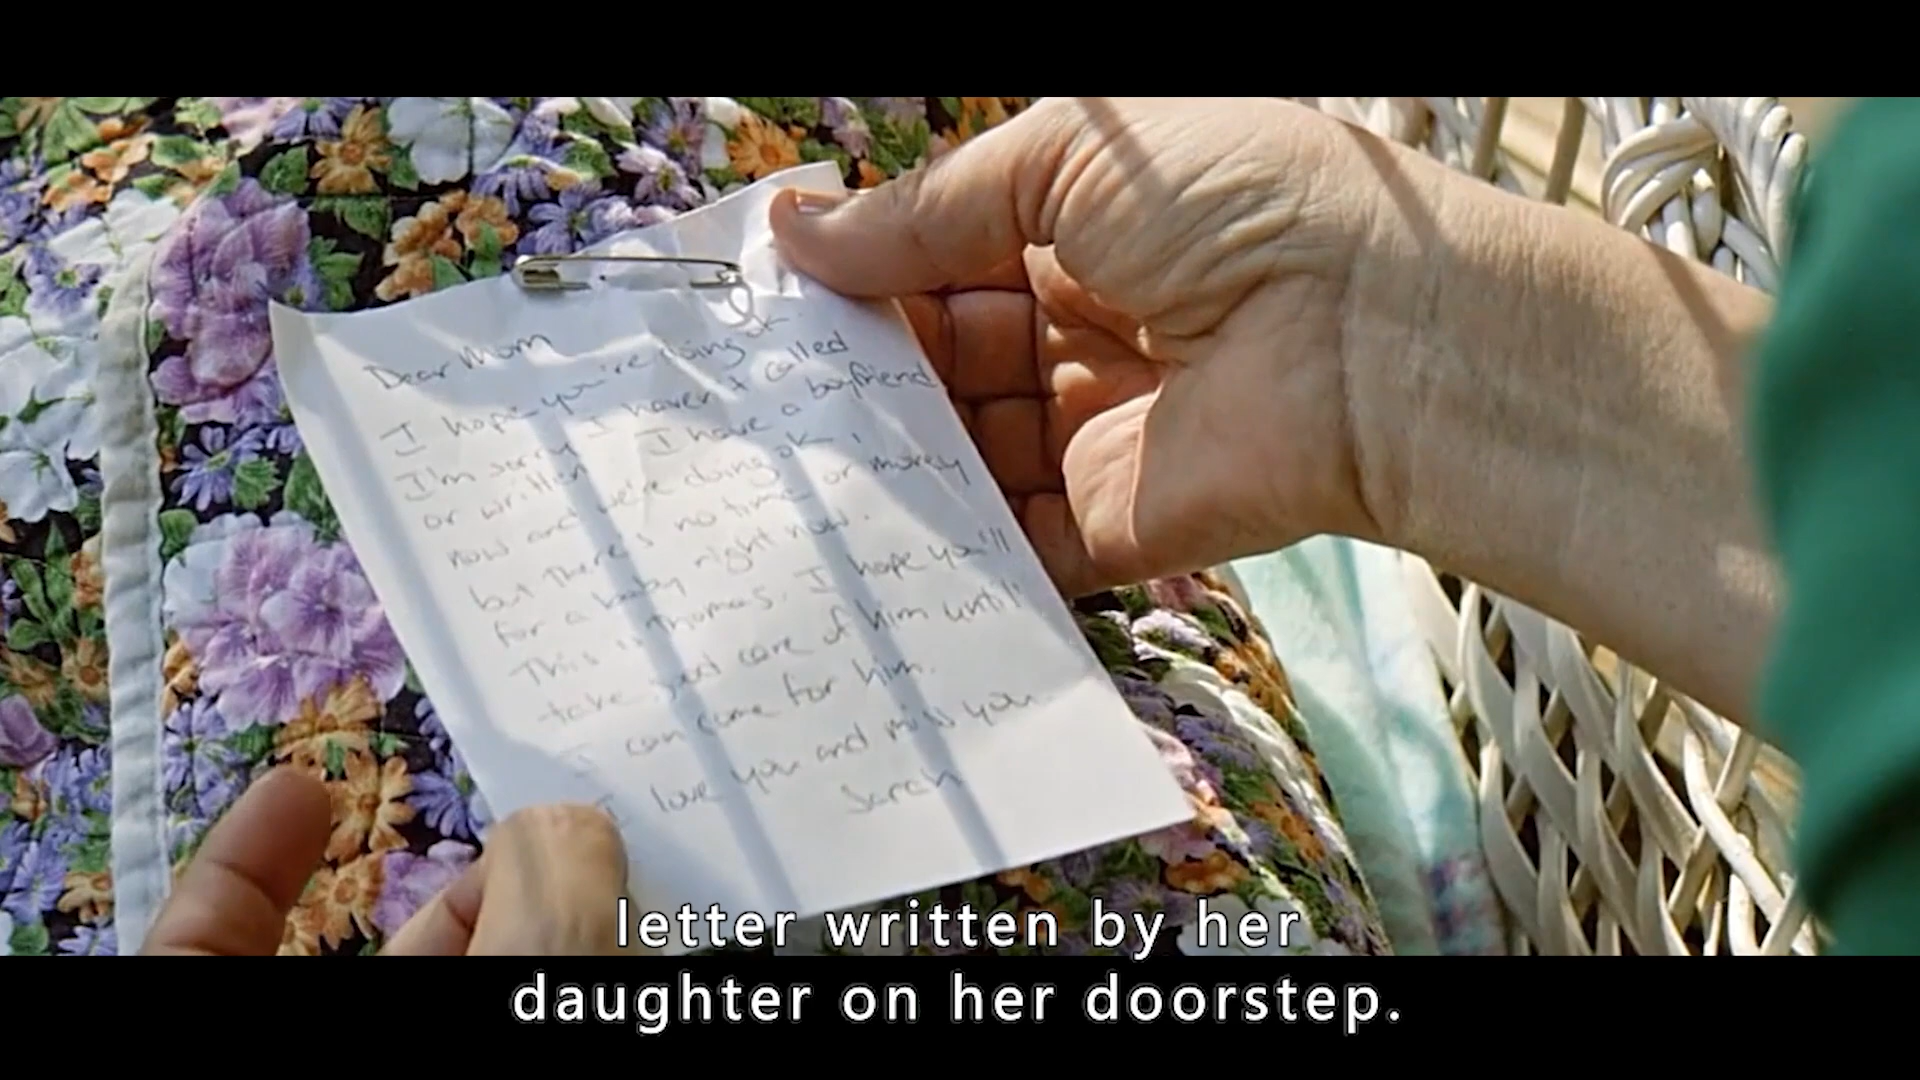 Dear Mom
I hope you're doing ok.
I'm sorry I haven't called
or written I have a boyfriend
now and we're doing ok,
but there's no time or money
for a baby right now.
This is Thomas. I hope you'll
take good care of him until
I can come for him.
I love you and miss you
Sarah
letter written by her
daughter on her doorstep.